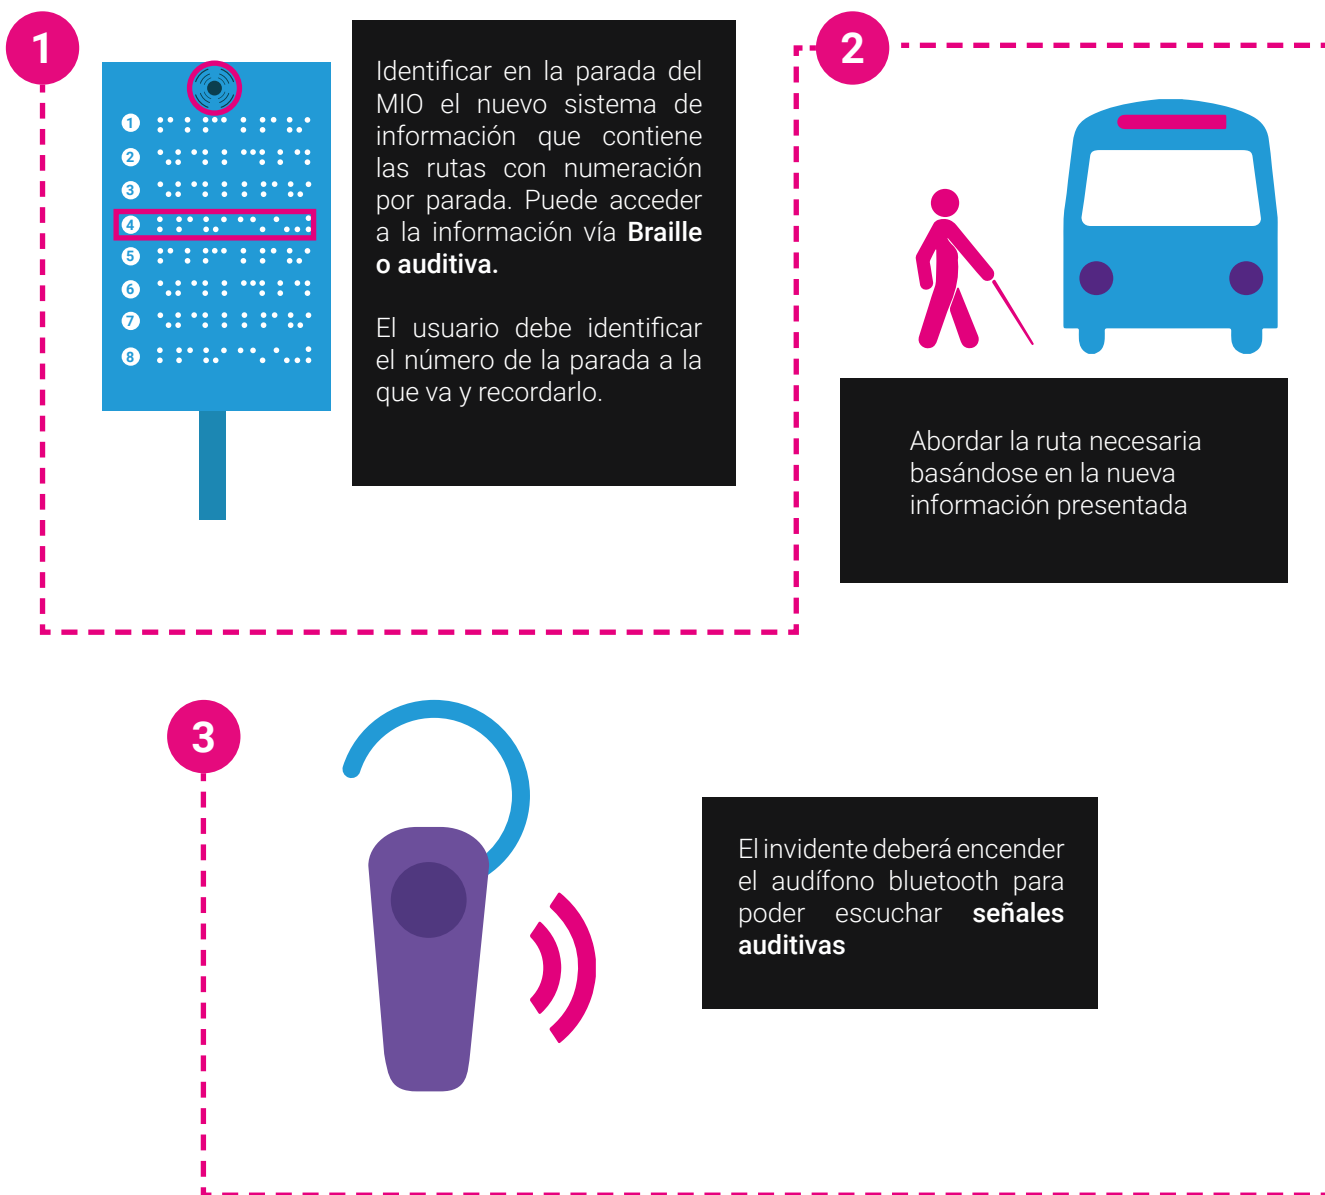 1
1
2
3
4
5
6
7
8
Identificar en la parada del
MIO el nuevo sistema de
información que contiene
las rutas con numeración
por parada. Puede acceder
a la información vía Braille
o auditiva.
El usuario debe identificar
el número de la parada a la
que va y recordarlo.
2
Abordar la ruta necesaria
basándose en la nueva
información presentada
3
El invidente deberá encender
el audífono bluetooth para
poder escuchar señales
auditivas